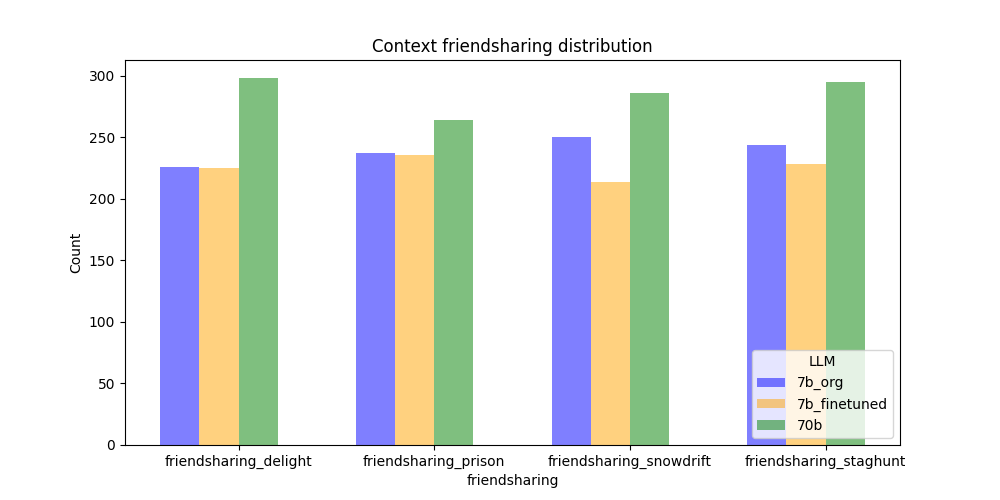 Context friendsharing distribution
300
250
200
150
100
50
0
Count
friendsharing_delight
friendsharing_prison
friendsharing_snowdrift
friendsharing_staghunt
friendsharing
LLM
7b_org
7b_finetuned
70b